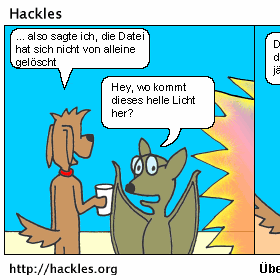 Hackles
... also sagte ich, die Datei
hat sich nicht von alleine
gelöscht
Hey, wo kommt
dieses helle Licht
her?
http://hackles.org